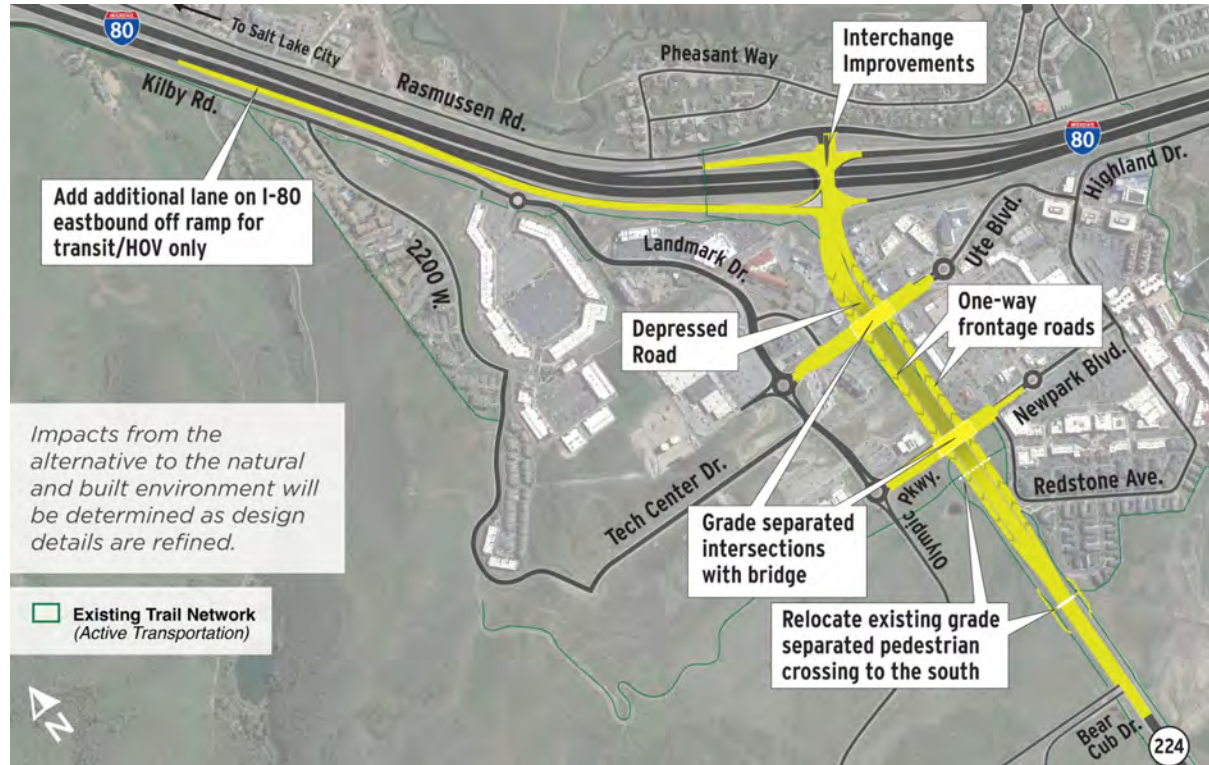 INTERSTATE
80
To Salt Lake City
Kilby Rd.
Rasmussen Rd.
Pheasant Way
Interchange
Improvements
INTERSTATE
80
Highland Dr.
Add additional lane on I-80
eastbound off ramp for
transit/HOV only
2200 W.
Landmark Dr.
Ute Blvd.
Depressed
Road
One-way
frontage roads
Newpark Blvd.
Impacts from the
alternative to the natural
and built environment will
be determined as design
details are refined.
Tech Center Dr.
Olympic Pkwy.
Redstone Ave.
Grade separated
intersections
with bridge
Existing Trail Network
(Active Transportation)
Relocate existing grade
separated pedestrian
crossing to the south
N
Bear
Cub Dr.
224